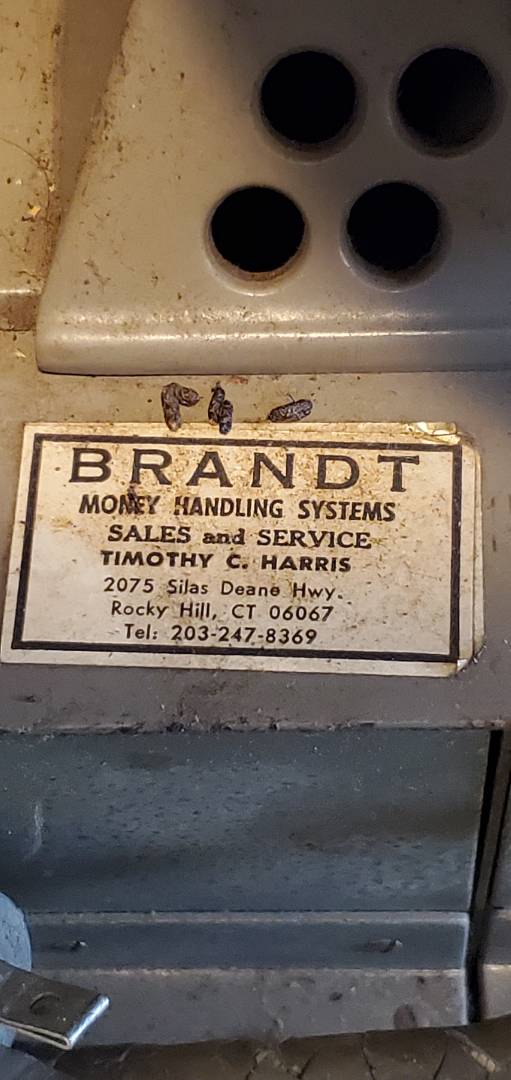 BRANDT
MONEY HANDLING SYSTEMS
SALES and SERVICE
TIMOTHY C. HARRIS
2075 Silas Deane Hwy.
Rocky Hill, CT 06067
Tel: 203-247-8369